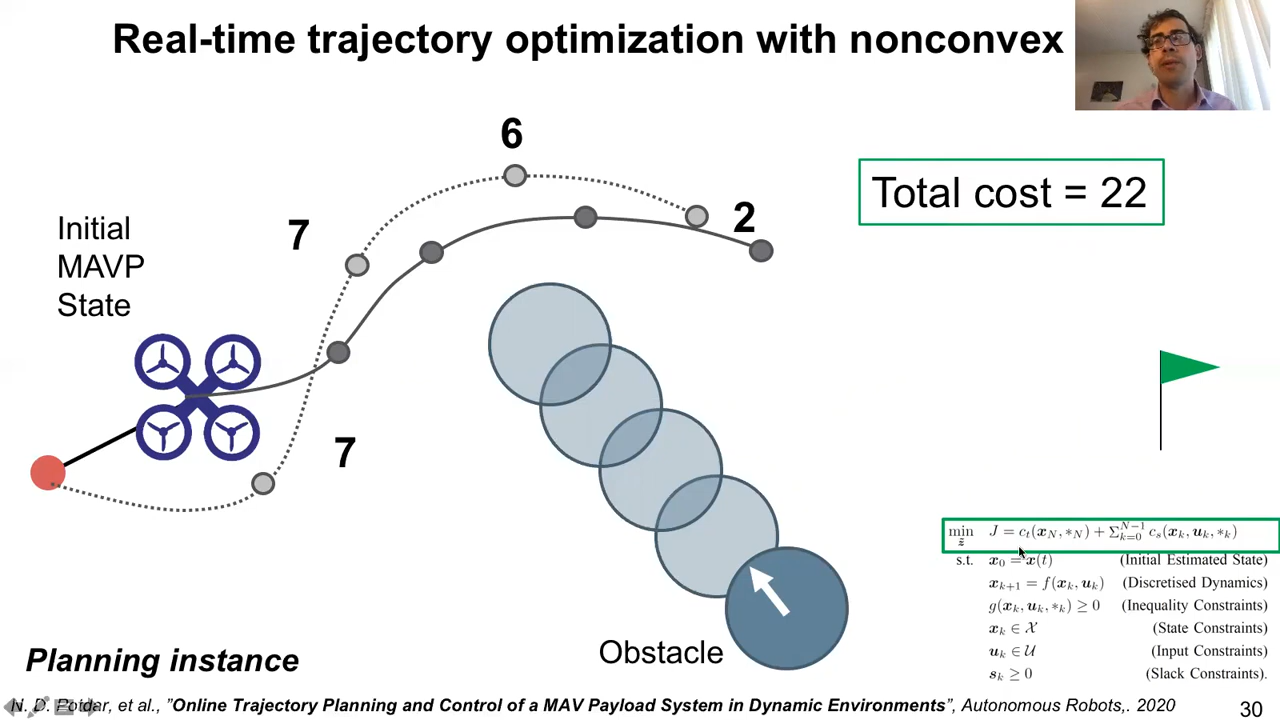 Real-time trajectory optimization with nonconvex
6
Total cost = 22
7
2
Initial
MAVP
State
7
min J = c_t(x_N, *_N) + Σ_{k=0}^{N-1} c_s(x_k, u_k, *_k)
z̃
s.t. x_0 = x(t) (Initial Estimated State)
x_{k+1} = f(x_k, u_k) (Discretised Dynamics)
g(x_k, u_k, *_k) ≥ 0 (Inequality Constraints)
x_k ∈ 𝒳 (State Constraints)
u_k ∈ 𝒰 (Input Constraints)
s_k ≥ 0 (Slack Constraints).
Obstacle
Planning instance
N. D. Potdar, et al., "Online Trajectory Planning and Control of a MAV Payload System in Dynamic Environments", Autonomous Robots,. 2020
30